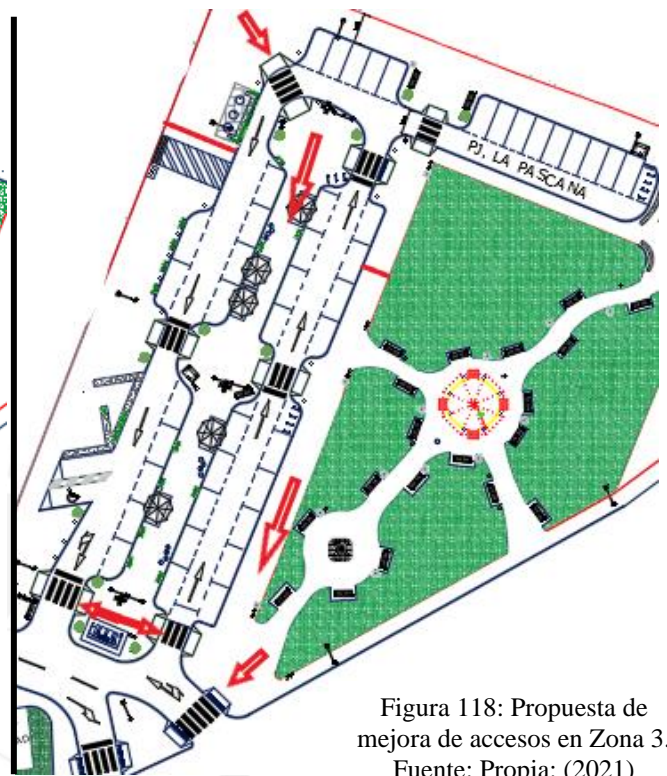 PJ. LA PASCANA
Figura 118: Propuesta de
mejora de accesos en Zona 3.
Fuente: Propia: (2021)